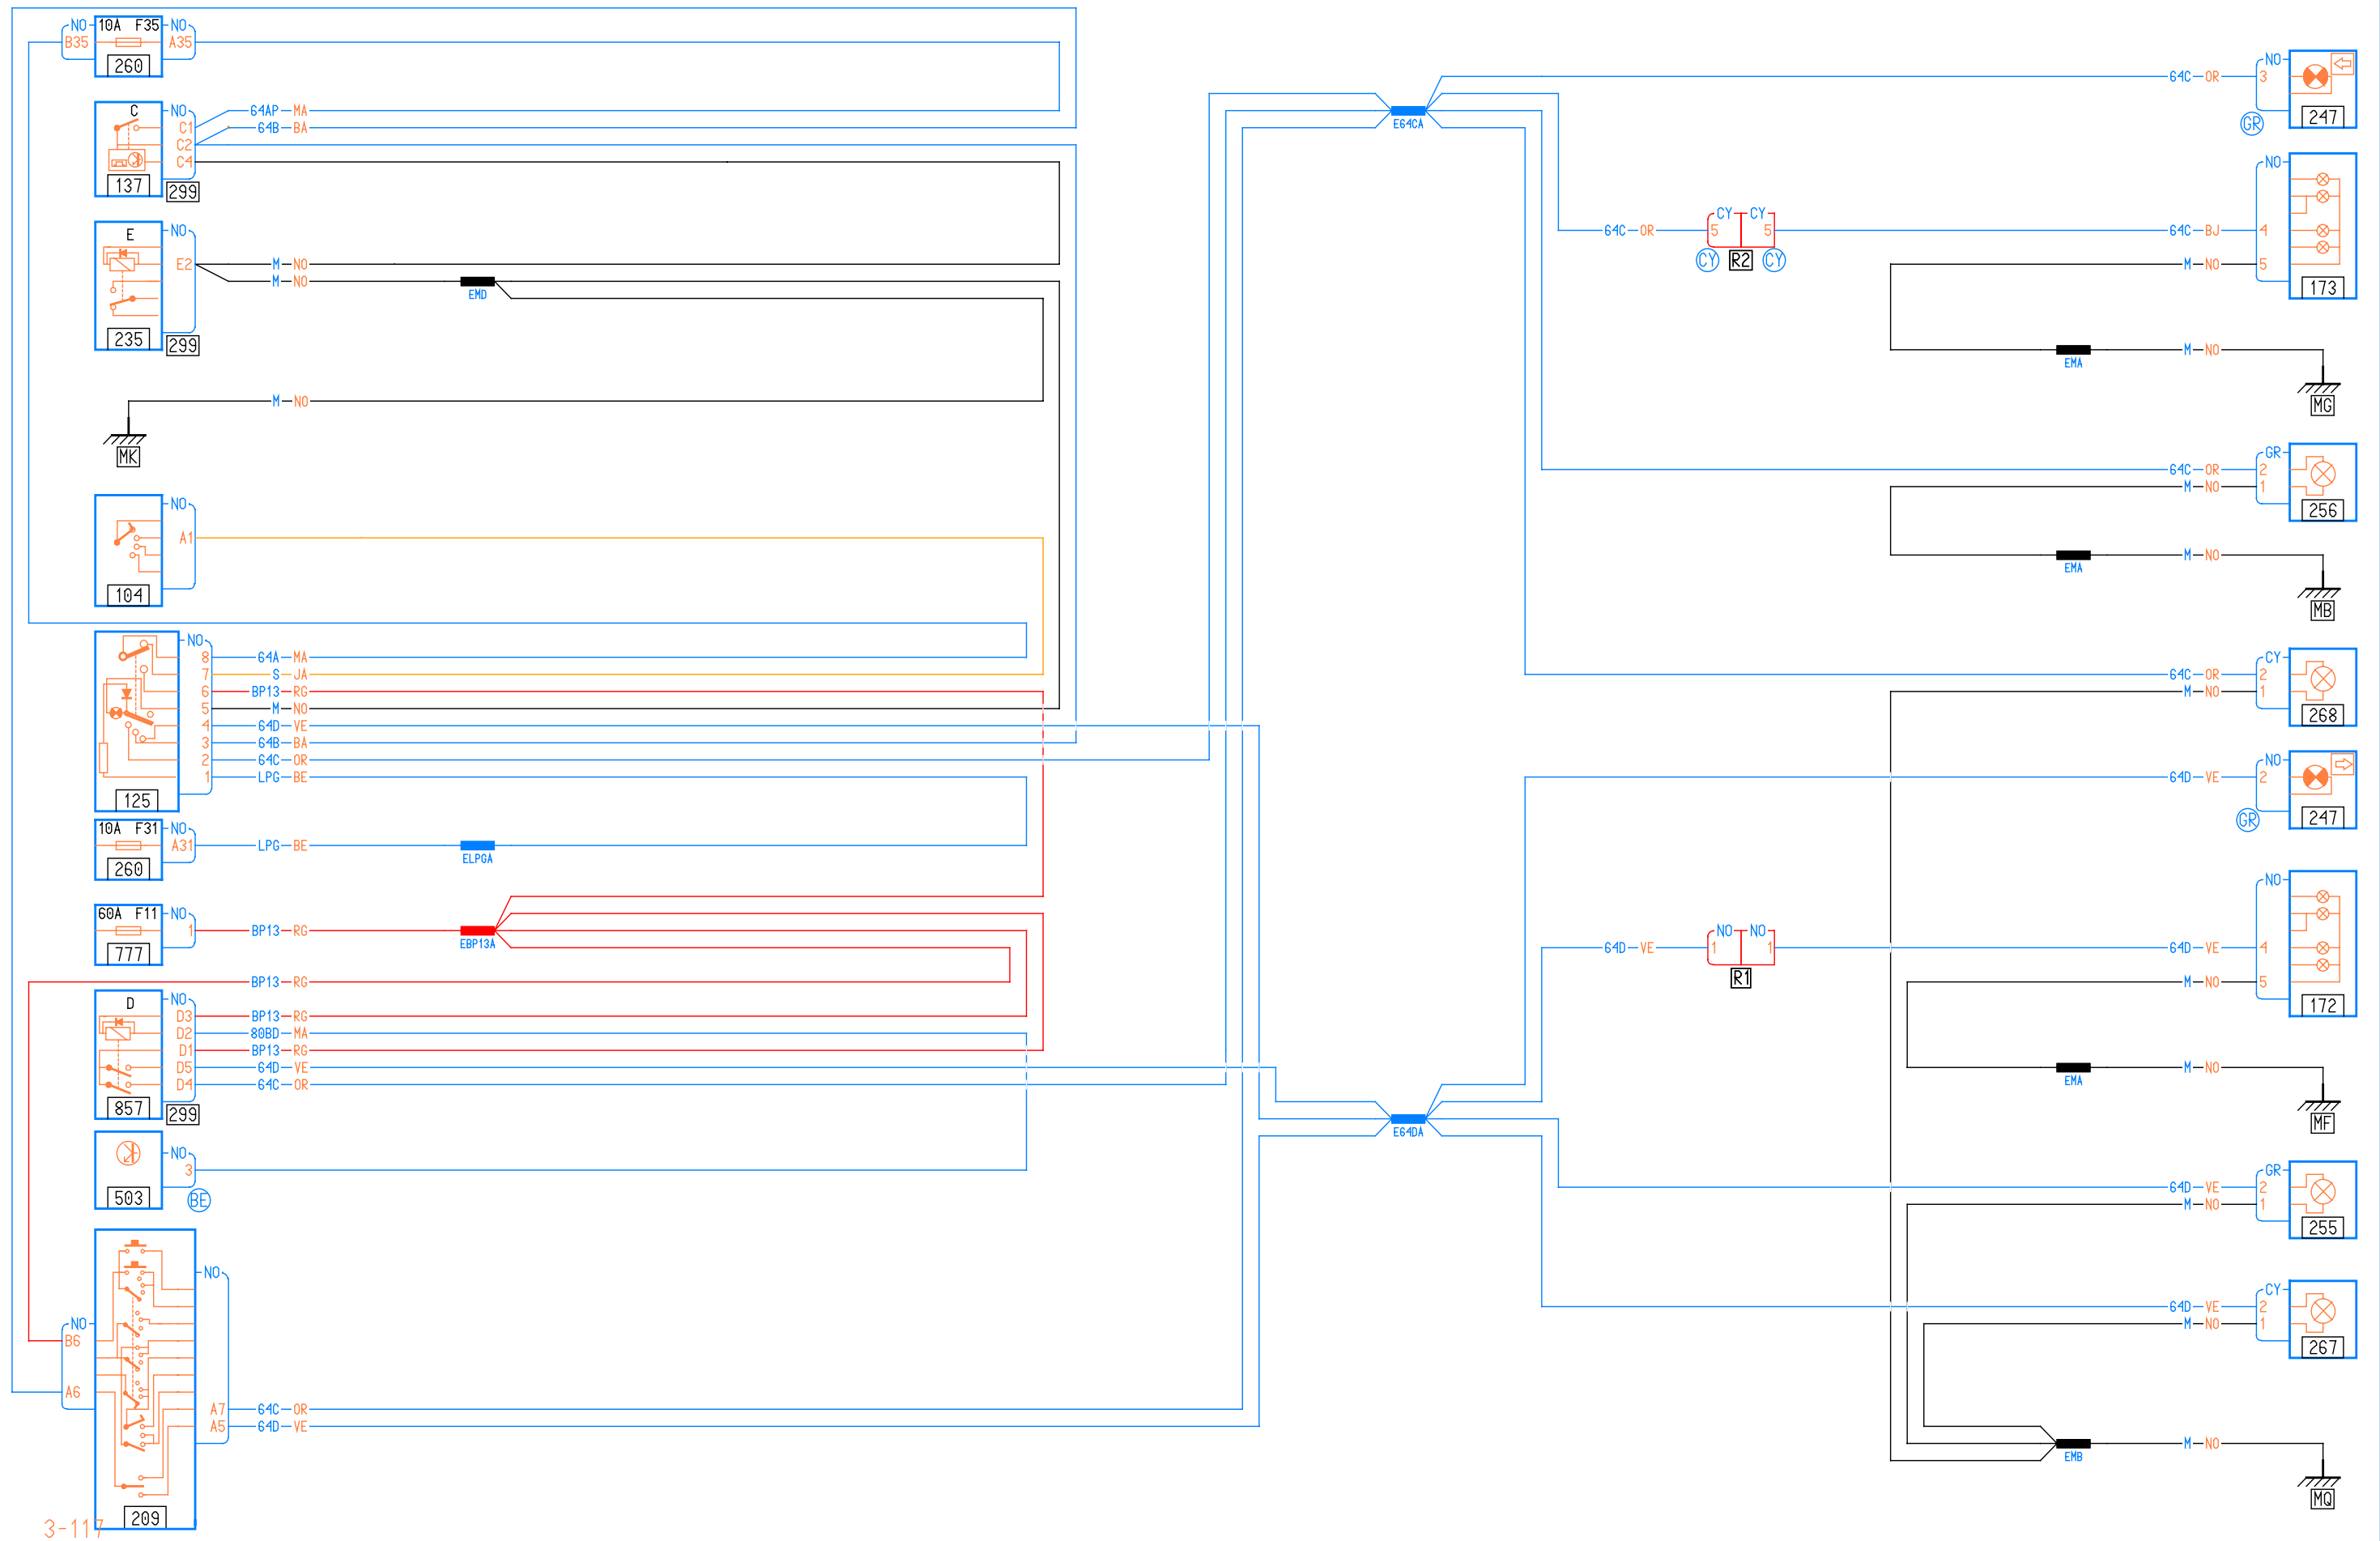 NO 10A F35 NO
B35 A35
260
C NO
C1 64AP MA
C2 64B BA
C4
137 299
E NO
E2 M NO
M NO
EMD
235 299
M NO
MK
NO
A1
104
NO
8 64A MA
7 S JA
6 BP13 RG
5 M NO
4 64D VE
3 64B BA
2 64C OR
1 LPG BE
125
10A F31 NO
A31 LPG BE
ELPGA
260
60A F11 NO
1 BP13 RG
EBP13A
777
BP13 RG
D NO
D3 BP13 RG
D2 80BD MA
D1 BP13 RG
D5 64D VE
D4 64C OR
857 299
NO
3
503 BE
NO
NO
B6
A6
A7 64C OR
A5 64D VE
209
3-117
E64CA
E64DA
NO
64C OR 3
GR 247
NO
CY CY
64C OR 5 5 64C BJ 4
CY R2 CY
M NO 5
173
EMA M NO
MG
GR
64C OR 2
M NO 1
256
EMA M NO
MB
CY
64C OR 2
M NO 1
268
NO
64D VE 2
GR 247
NO
NO NO
64D VE 1 1 64D VE 4
R1
M NO 5
172
EMA M NO
MF
GR
64D VE 2
M NO 1
255
CY
64D VE 2
M NO 1
267
EMB M NO
MQ